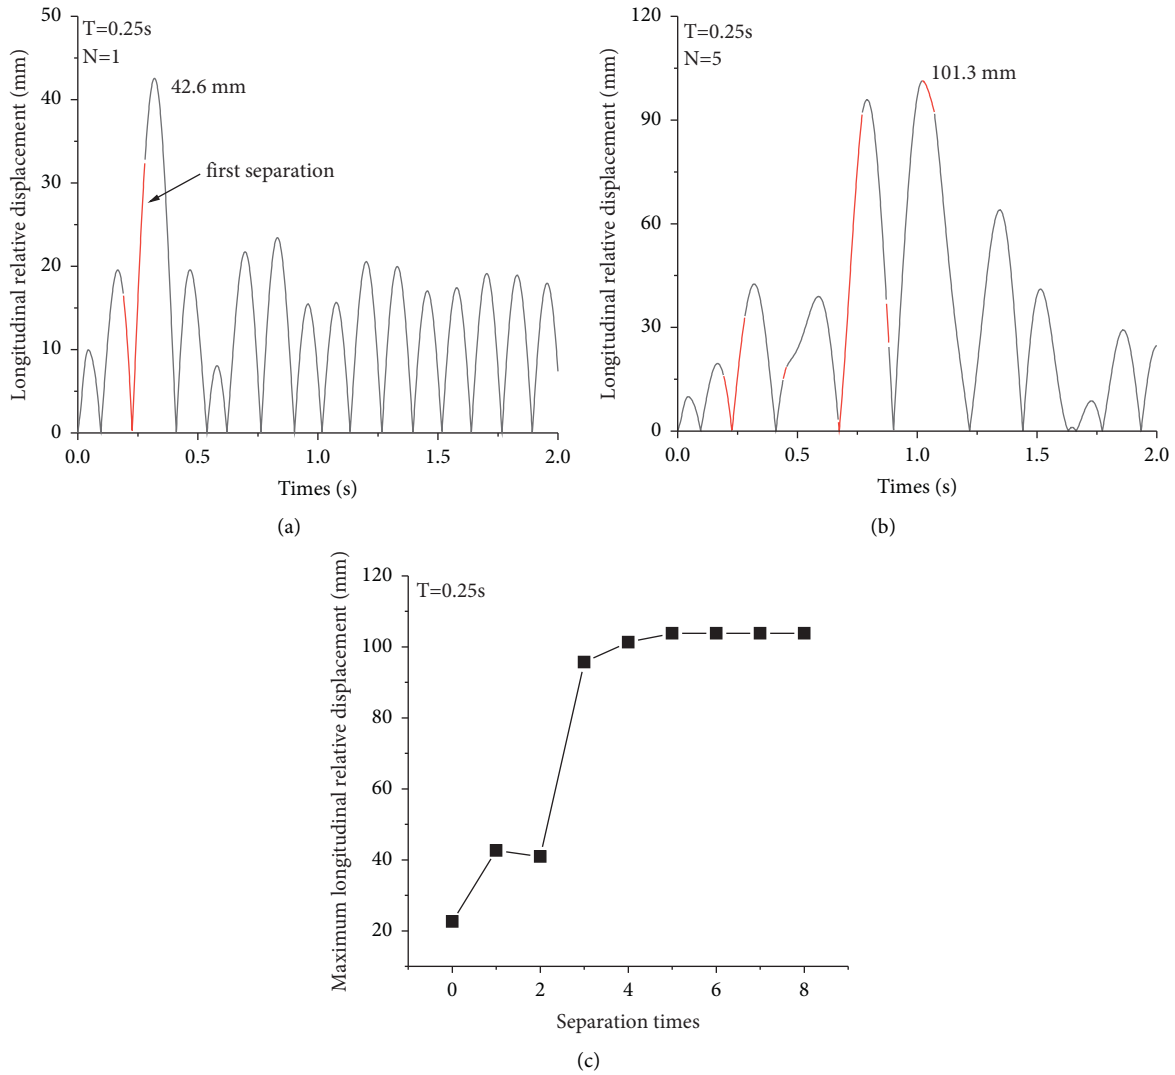 T=0.25s
N=1
42.6 mm
first separation
Longitudinal relative displacement (mm)
50
40
30
20
10
0
0.0 0.5 1.0 1.5 2.0
Times (s)
(a)
T=0.25s
N=5
101.3 mm
Longitudinal relative displacement (mm)
120
90
60
30
0
0.0 0.5 1.0 1.5 2.0
Times (s)
(b)
T=0.25s
Maximum longitudinal relative displacement (mm)
120
100
80
60
40
20
0 2 4 6 8
Separation times
(c)